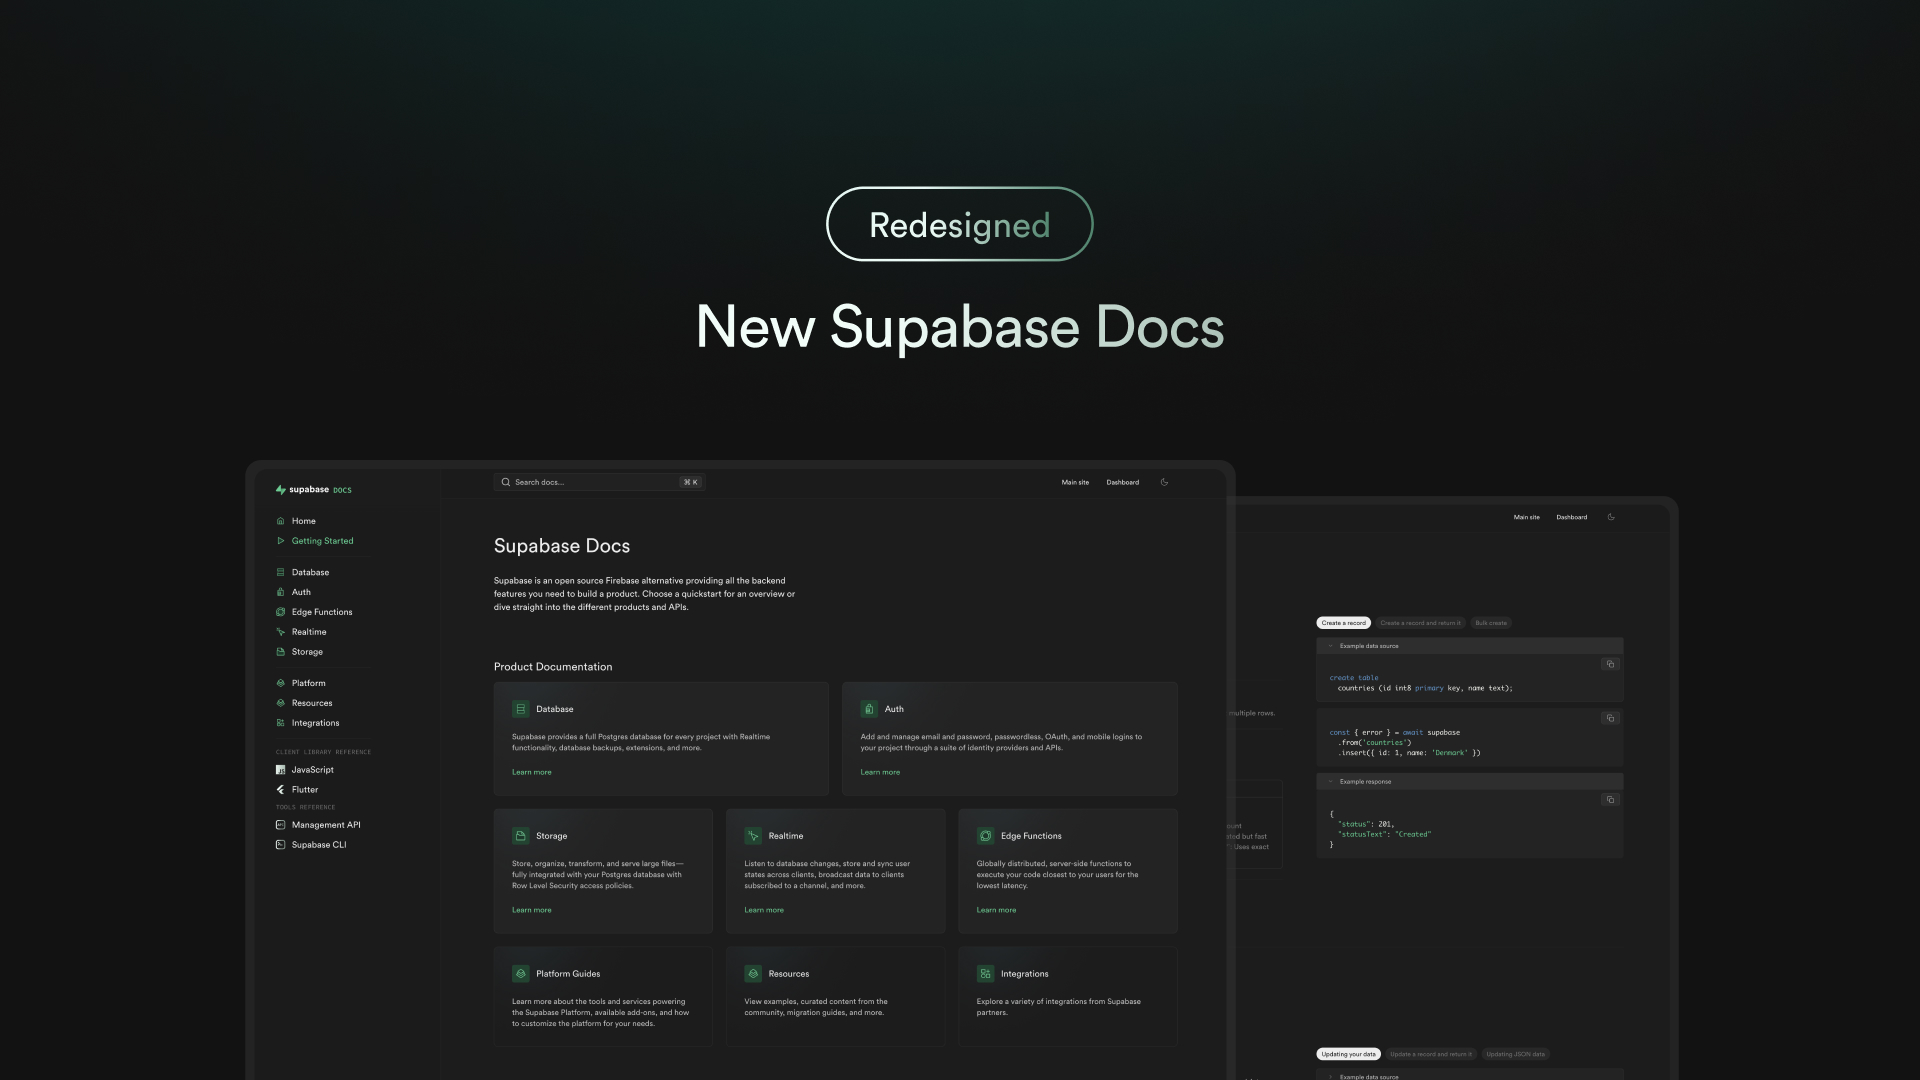 Redesigned
New Supabase Docs
supabase DOCS
Home
Getting Started
Database
Auth
Edge Functions
Realtime
Storage
Platform
Resources
Integrations
CLIENT LIBRARY REFERENCE
JavaScript
Flutter
TOOLS REFERENCE
Management API
Supabase CLI
Search docs...
⌘ K
Main site
Dashboard
Supabase Docs
Supabase is an open source Firebase alternative providing all the backend
features you need to build a product. Choose a quickstart for an overview or
dive straight into the different products and APIs.
Product Documentation
Database
Supabase provides a full Postgres database for every project with Realtime
functionality, database backups, extensions, and more.
Learn more
Auth
Add and manage email and password, passwordless, OAuth, and mobile logins to
your project through a suite of identity providers and APIs.
Learn more
Storage
Store, organize, transform, and serve large files—
fully integrated with your Postgres database with
Row Level Security access policies.
Learn more
Realtime
Listen to database changes, store and sync user
states across clients, broadcast data to clients
subscribed to a channel, and more.
Learn more
Edge Functions
Globally distributed, server-side functions to
execute your code closest to your users for the
lowest latency.
Learn more
Platform Guides
Learn more about the tools and services powering
the Supabase Platform, available add-ons, and how
to customize the platform for your needs.
Resources
View examples, curated content from the
community, migration guides, and more.
Integrations
Explore a variety of integrations from Supabase
partners.
Main site
Dashboard
multiple rows.
but fast
Uses exact
Create a record
Create a record and return it
Bulk create
Example data source
create table
countries (id int8 primary key, name text);
const { error } = await supabase
.from('countries')
.insert({ id: 1, name: 'Denmark' })
Example response
{
"status": 201,
"statusText": "Created"
}
Updating your data
Update a record and return it
Updating JSON data
Example data source